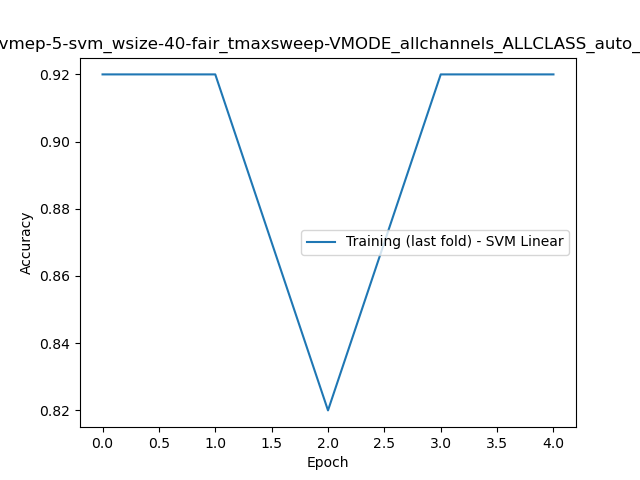 vmep-5-svm_wsize-40-fair_tmaxsweep-VMODE_allchannels_ALLCLASS_auto_
0.92
0.90
0.88
0.86
0.84
0.82
Accuracy
Training (last fold) - SVM Linear
0.0 0.5 1.0 1.5 2.0 2.5 3.0 3.5 4.0
Epoch